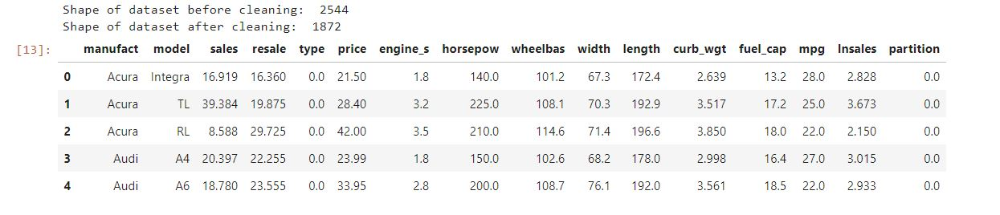 Shape of dataset before cleaning:  2544
Shape of dataset after cleaning:  1872
[13]: manufact model sales resale type price engine_s horsepow wheelbas width length curb_wgt fuel_cap mpg lnsales partition
0 Acura Integra 16.919 16.360 0.0 21.50 1.8 140.0 101.2 67.3 172.4 2.639 13.2 28.0 2.828 0.0
1 Acura TL 39.384 19.875 0.0 28.40 3.2 225.0 108.1 70.3 192.9 3.517 17.2 25.0 3.673 0.0
2 Acura RL 8.588 29.725 0.0 42.00 3.5 210.0 114.6 71.4 196.6 3.850 18.0 22.0 2.150 0.0
3 Audi A4 20.397 22.255 0.0 23.99 1.8 150.0 102.6 68.2 178.0 2.998 16.4 27.0 3.015 0.0
4 Audi A6 18.780 23.555 0.0 33.95 2.8 200.0 108.7 76.1 192.0 3.561 18.5 22.0 2.933 0.0